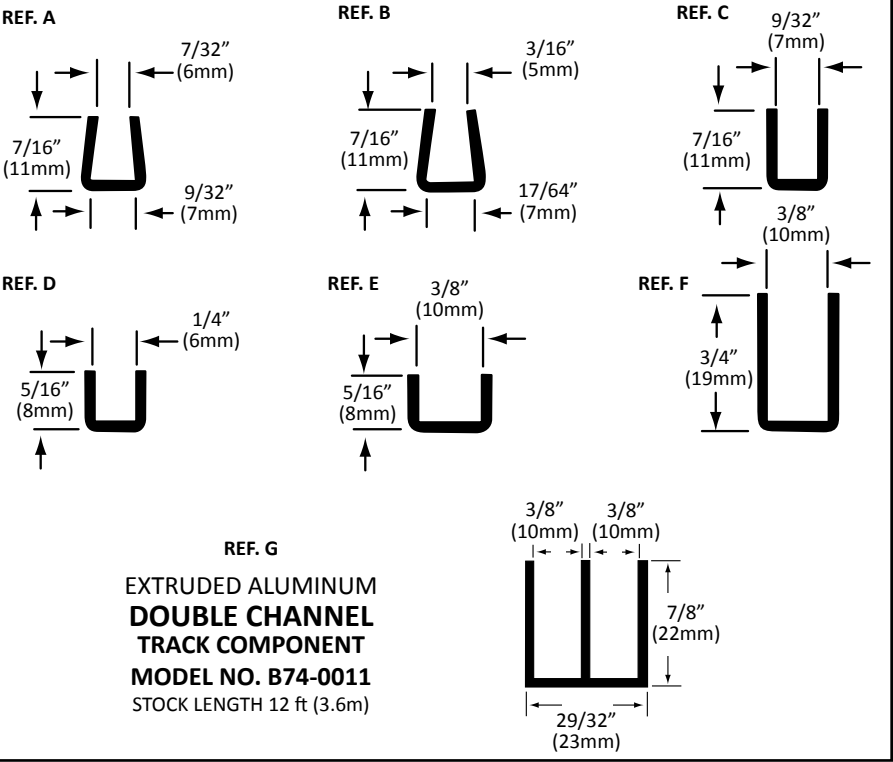 REF. A
7/32”
(6mm)
7/16”
(11mm)
9/32”
(7mm)
REF. B
3/16”
(5mm)
7/16”
(11mm)
17/64”
(7mm)
REF. C
9/32”
(7mm)
7/16”
(11mm)
REF. D
1/4”
(6mm)
5/16”
(8mm)
REF. E
3/8”
(10mm)
5/16”
(8mm)
REF. F
3/8”
(10mm)
3/4”
(19mm)
REF. G
EXTRUDED ALUMINUM
DOUBLE CHANNEL
TRACK COMPONENT
MODEL NO. B74-0011
STOCK LENGTH 12 ft (3.6m)
3/8” 3/8”
(10mm) (10mm)
7/8”
(22mm)
29/32”
(23mm)